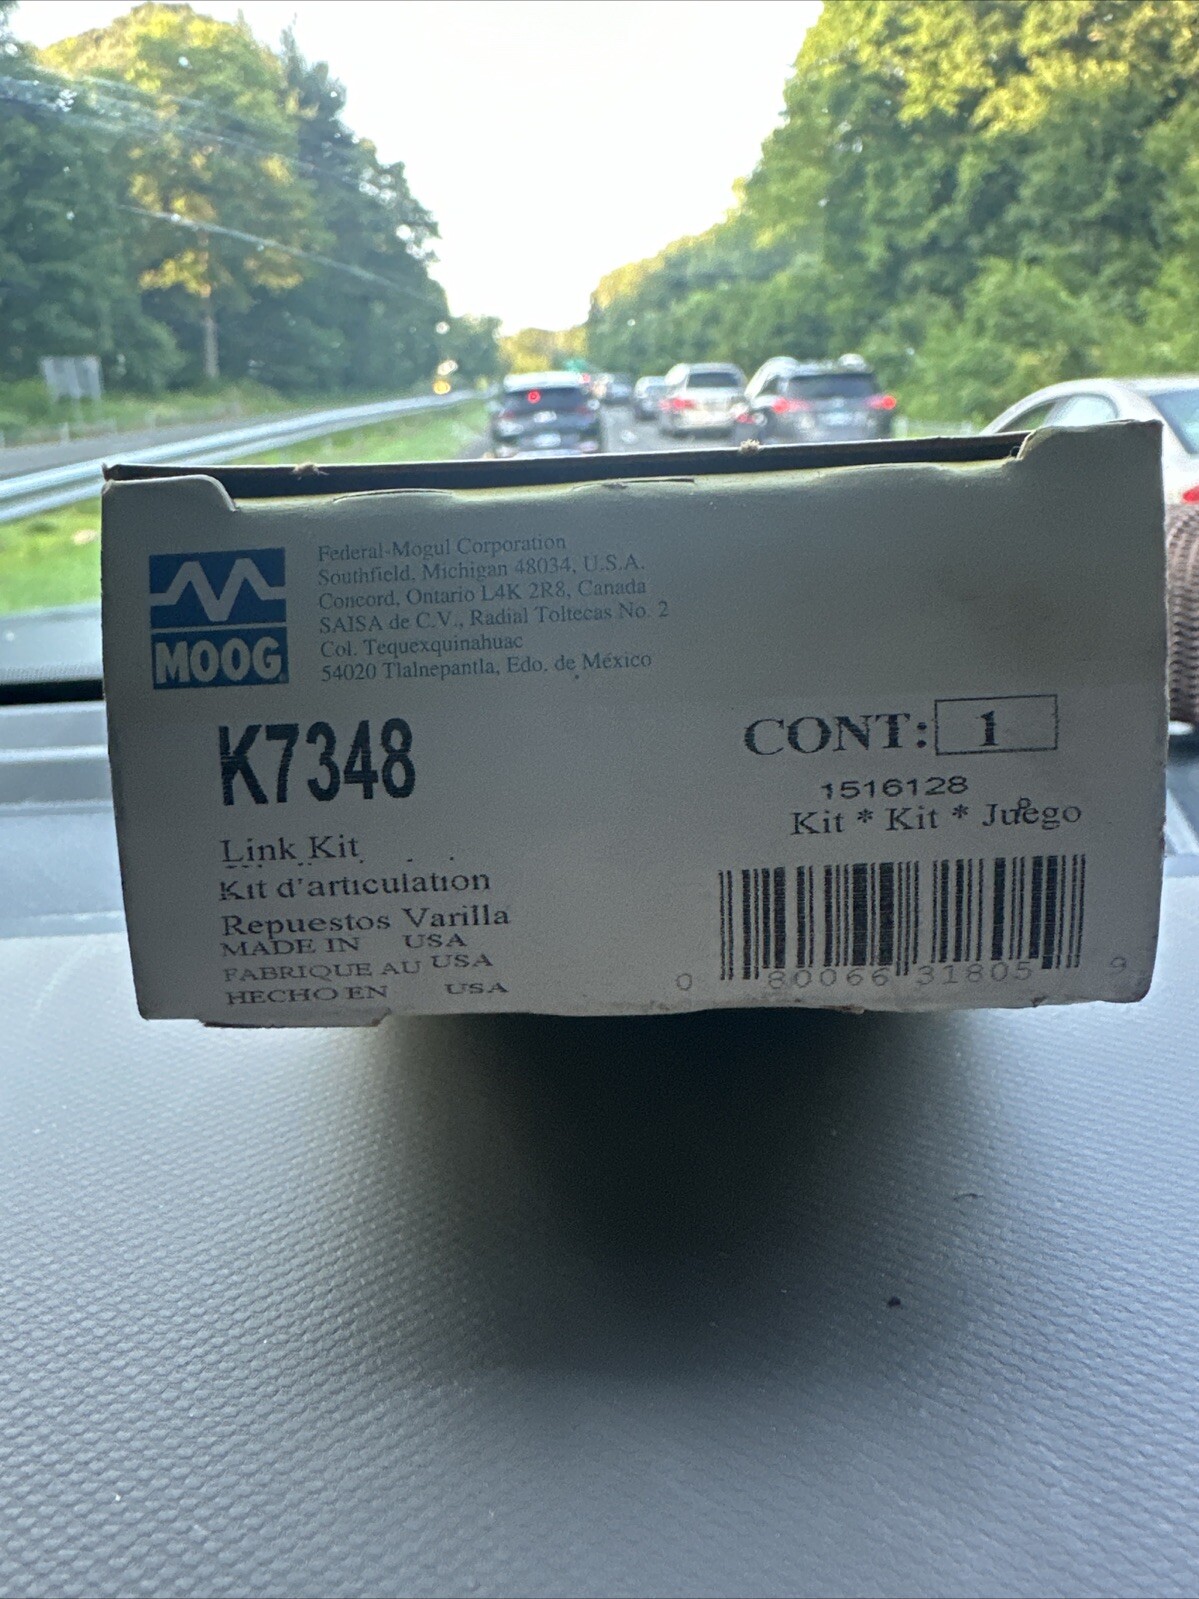 MOOG
Federal-Mogul Corporation
Southfield, Michigan 48034, U.S.A.
Concord, Ontario L4K 2R8, Canada
SAISA de C.V., Radial Toltecas No. 2
Col. Tequexquinahuac
54020 Tlalnepantla, Edo. de México
K7348
CONT: 1
1516128
Kit * Kit * Juego
Link Kit
Kit d'articulation
Repuestos Varilla
MADE IN USA
FABRIQUE AU USA
HECHO EN USA
0 80066 31805 9